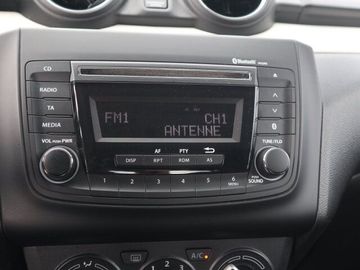 Bluetooth
CD
RADIO
TA
MEDIA
VOL PUSH PWR
FM1 CH1
ANTENNE
AF PTY
DISP RPT RDM AS
1 2 3 4 5 6
MENU
TUNE/FLD
PUSH SOUND
A/C